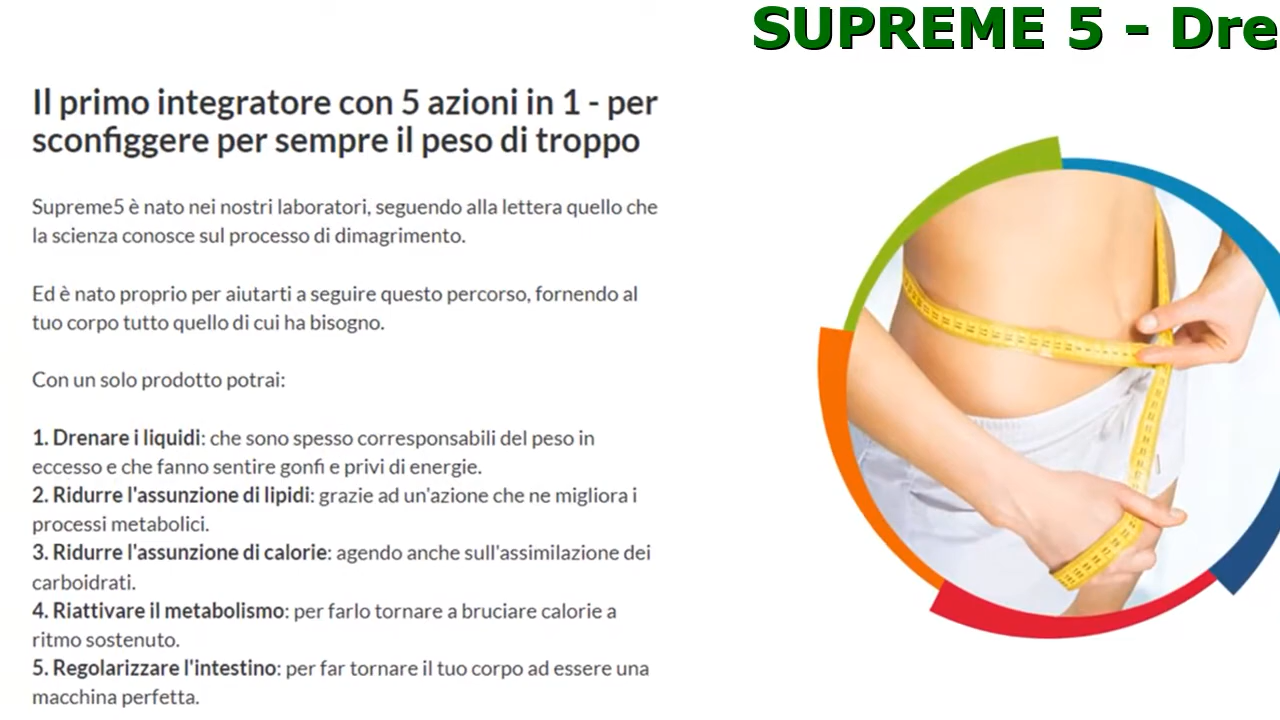 SUPREME 5 - Dre
Il primo integratore con 5 azioni in 1 - per
sconfiggere per sempre il peso di troppo
Supreme5 è nato nei nostri laboratori, seguendo alla lettera quello che
la scienza conosce sul processo di dimagrimento.
Ed è nato proprio per aiutarti a seguire questo percorso, fornendo al
tuo corpo tutto quello di cui ha bisogno.
Con un solo prodotto potrai:
1. Drenare i liquidi: che sono spesso corresponsabili del peso in
eccesso e che fanno sentire gonfi e privi di energie.
2. Ridurre l'assunzione di lipidi: grazie ad un'azione che ne migliora i
processi metabolici.
3. Ridurre l'assunzione di calorie: agendo anche sull'assimilazione dei
carboidrati.
4. Riattivare il metabolismo: per farlo tornare a bruciare calorie a
ritmo sostenuto.
5. Regolarizzare l'intestino: per far tornare il tuo corpo ad essere una
macchina perfetta.